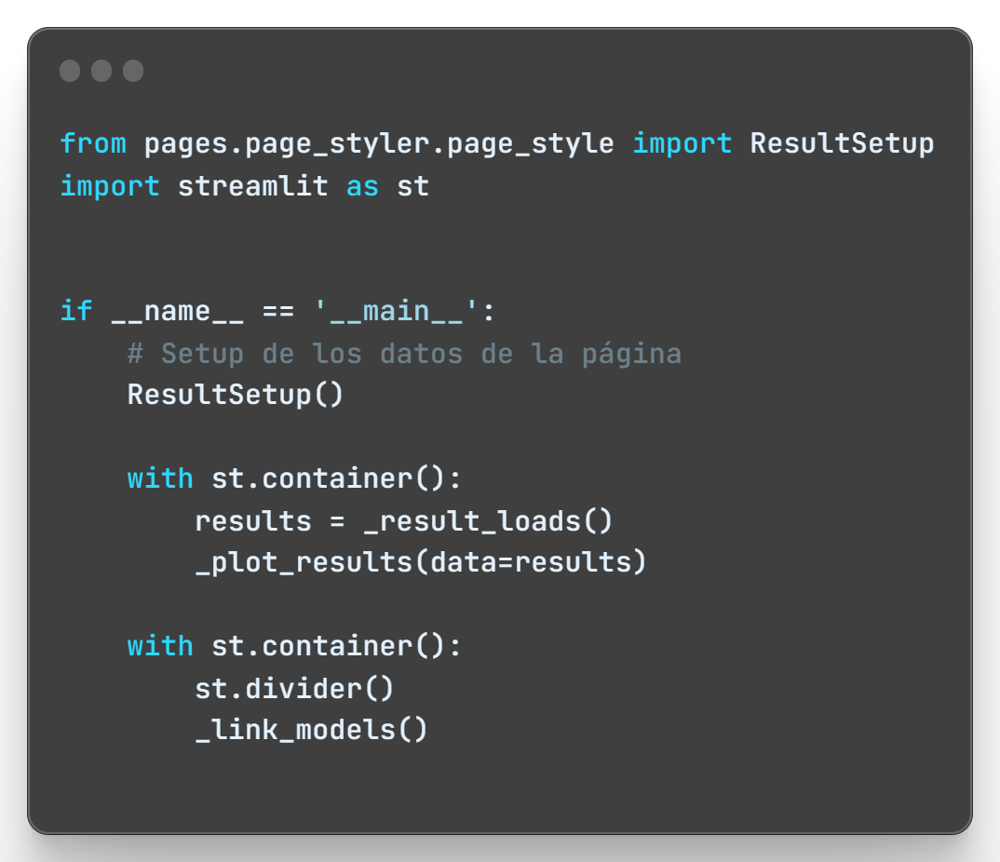 from pages.page_styler.page_style import ResultSetup
import streamlit as st
if __name__ == '__main__':
# Setup de los datos de la página
ResultSetup()
with st.container():
results = _result_loads()
_plot_results(data=results)
with st.container():
st.divider()
_link_models()